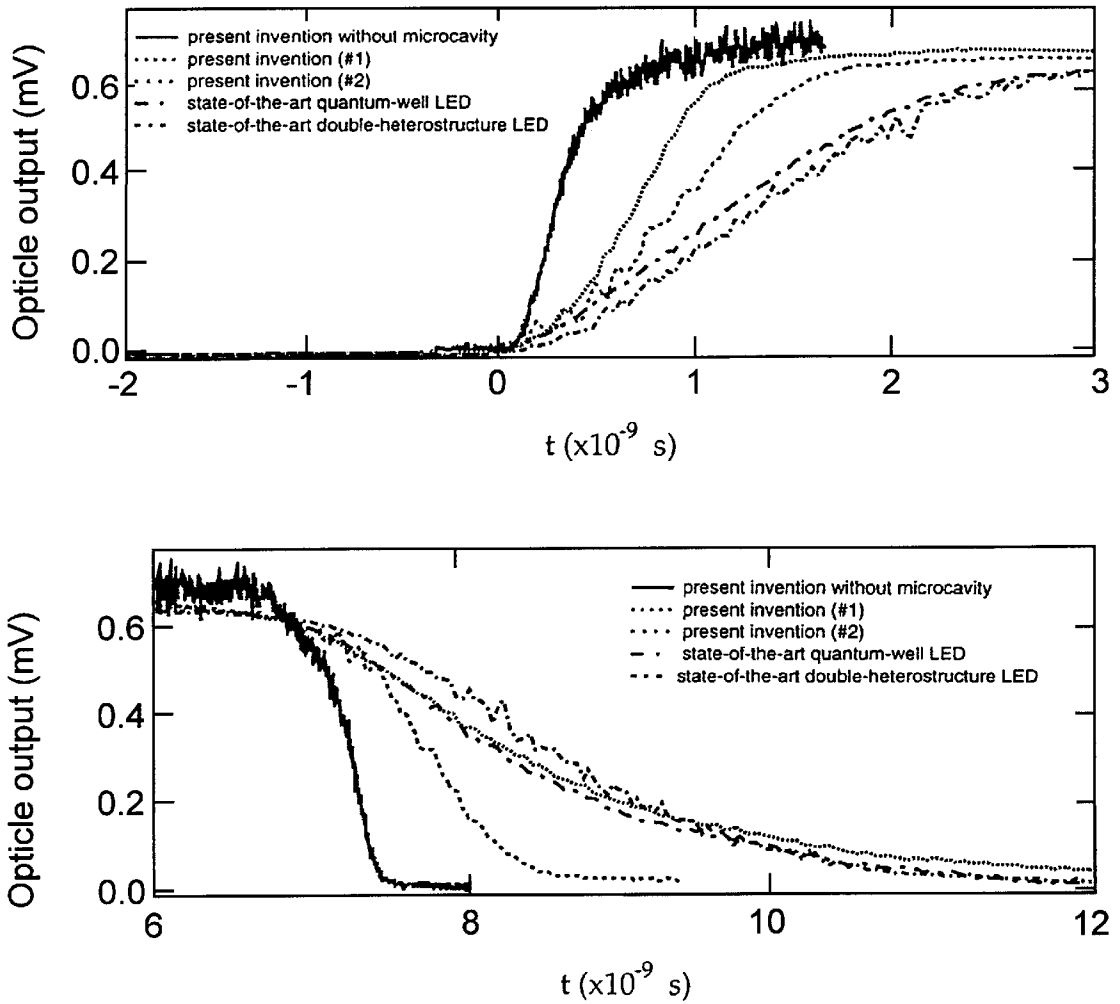 Opticle output (mV)
0.6
0.4
0.2
0.0
present invention without microcavity
present invention (#1)
present invention (#2)
state-of-the-art quantum-well LED
state-of-the-art double-heterostructure LED
-2
-1
0
1
2
3
t (x10⁻⁹ s)
Opticle output (mV)
0.6
0.4
0.2
0.0
present invention without microcavity
present invention (#1)
present invention (#2)
state-of-the-art quantum-well LED
state-of-the-art double-heterostructure LED
6
8
10
12
t (x10⁻⁹ s)